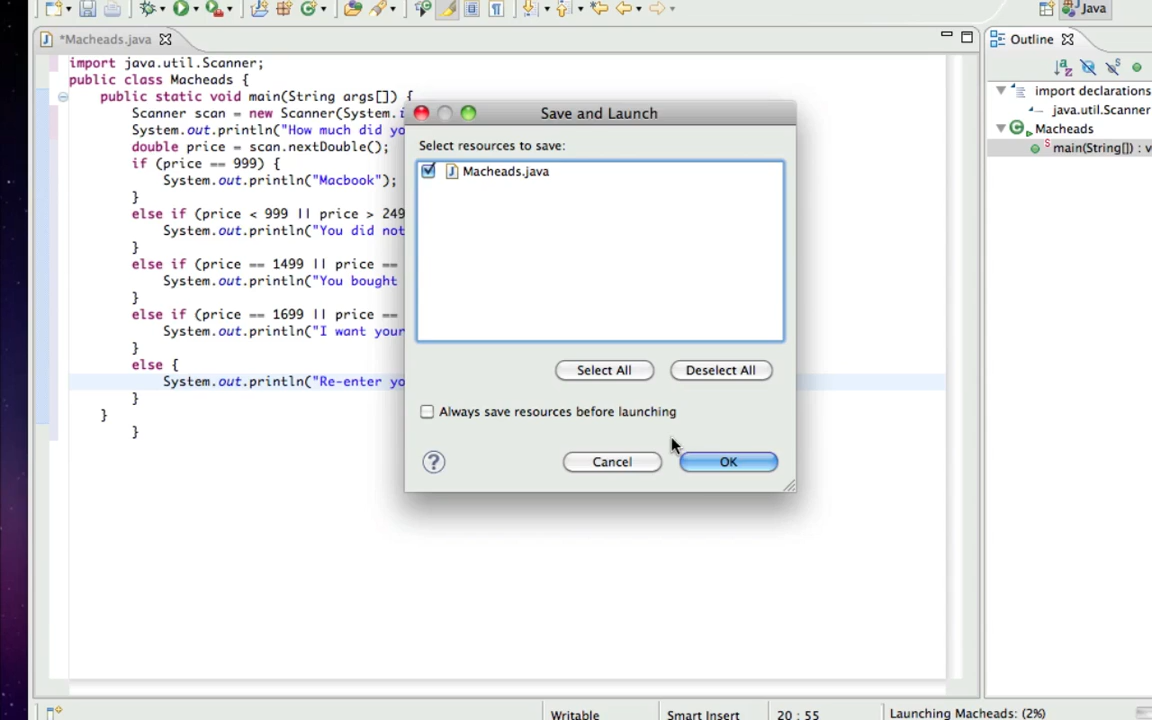 Java
*Macheads.java
Outline
import java.util.Scanner;
public class Macheads {
public static void main(String args[]) {
Scanner scan = new Scanner(System.
System.out.println("How much did
double price = scan.nextDouble();
if (price == 999) {
System.out.println("Macbook");
}
else if (price < 999 || price > 249
System.out.println("You did not
}
else if (price == 1499 || price ==
System.out.println("You bought
}
else if (price == 1699 || price ==
System.out.println("I want your
}
else {
System.out.println("Re-enter
}
}
}
import declarations
java.util.Scanner
Macheads
main(String[]) :
Save and Launch
Select resources to save:
Macheads.java
Select All
Deselect All
Always save resources before launching
?
Cancel
OK
Writable
Smart Insert
20 : 55
Launching Macheads: (2%)